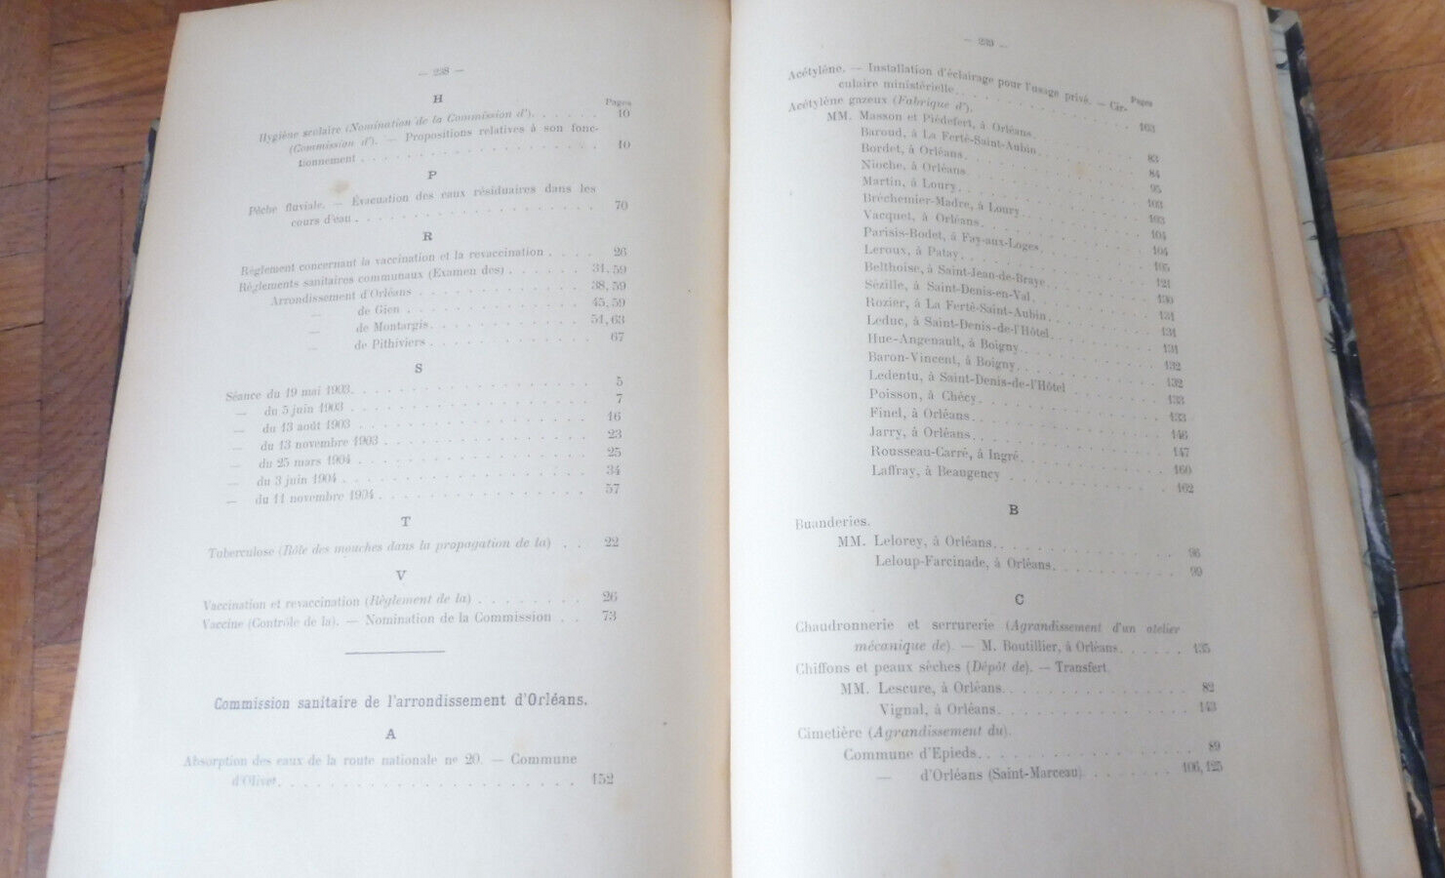 — 238 —
H
Pages
Hygiène scolaire (Nomination de la Commission d'). 10
(Commission d'). — Propositions relatives à son fonc-
tionnement 10
P
Pêche fluviale. — Évacuation des eaux résiduaires dans les
cours d'eau 70
R
Règlement concernant la vaccination et la revaccination 26
Règlements sanitaires communaux (Examen des) 31, 59
Arrondissement d'Orléans 38, 59
— de Gien 45, 59
— de Montargis 51, 63
— de Pithiviers 67
S
Séance du 19 mai 1903. 5
— du 5 juin 1903 7
— du 13 août 1903 16
— du 13 novembre 1903 23
— du 25 mars 1904 25
— du 3 juin 1904 34
— du 11 novembre 1904 57
T
Tuberculose (Rôle des mouches dans la propagation de la) 22
V
Vaccination et revaccination (Règlement de la) 26
Vaccine (Contrôle de la). — Nomination de la Commission 73
Commission sanitaire de l'arrondissement d'Orléans.
A
Absorption des eaux de la route nationale nº 20. — Commune
d'Olivet. 152
— 239 —
Pages
Acétylène. — Installation d'éclairage pour l'usage privé. — Cir-
culaire ministérielle. 103
Acétylène gazeux (Fabrique d').
MM. Masson et Piédefert, à Orléans. 83
Baroud, à La Ferté-Saint-Aubin 84
Bordet, à Orléans. 95
Nioche, à Orléans 103
Martin, à Loury. 103
Bréchemier-Madre, à Loury 104
Vacquet, à Orléans 104
Parisis-Bodet, à Fay-aux-Loges 105
Leroux, à Patay. 121
Belthoise, à Saint-Jean-de-Braye 130
Sézille, à Saint-Denis-en-Val. 131
Rozier, à La Ferté-Saint-Aubin. 131
Leduc, à Saint-Denis-de-l'Hôtel. 131
Hue-Angenault, à Boigny 132
Baron-Vincent, à Boigny 132
Ledentu, à Saint-Denis-de-l'Hôtel 133
Poisson, à Chécy. 133
Finel, à Orléans. 146
Jarry, à Orléans. 147
Rousseau-Carré, à Ingré. 160
Laffray, à Beaugency 162
B
Buanderies.
MM. Lelorey, à Orléans. 96
Leloup-Farcinade, à Orléans. 99
C
Chaudronnerie et serrurerie (Agrandissement d'un atelier
mécanique de). — M. Boutillier, à Orléans. 135
Chiffons et peaux sèches (Dépôt de). — Transfert.
MM. Lescure, à Orléans. 82
Vignal, à Orléans. 143
Cimetière (Agrandissement du).
Commune d'Epieds. 89
— d'Orléans (Saint-Marceau) 106, 125